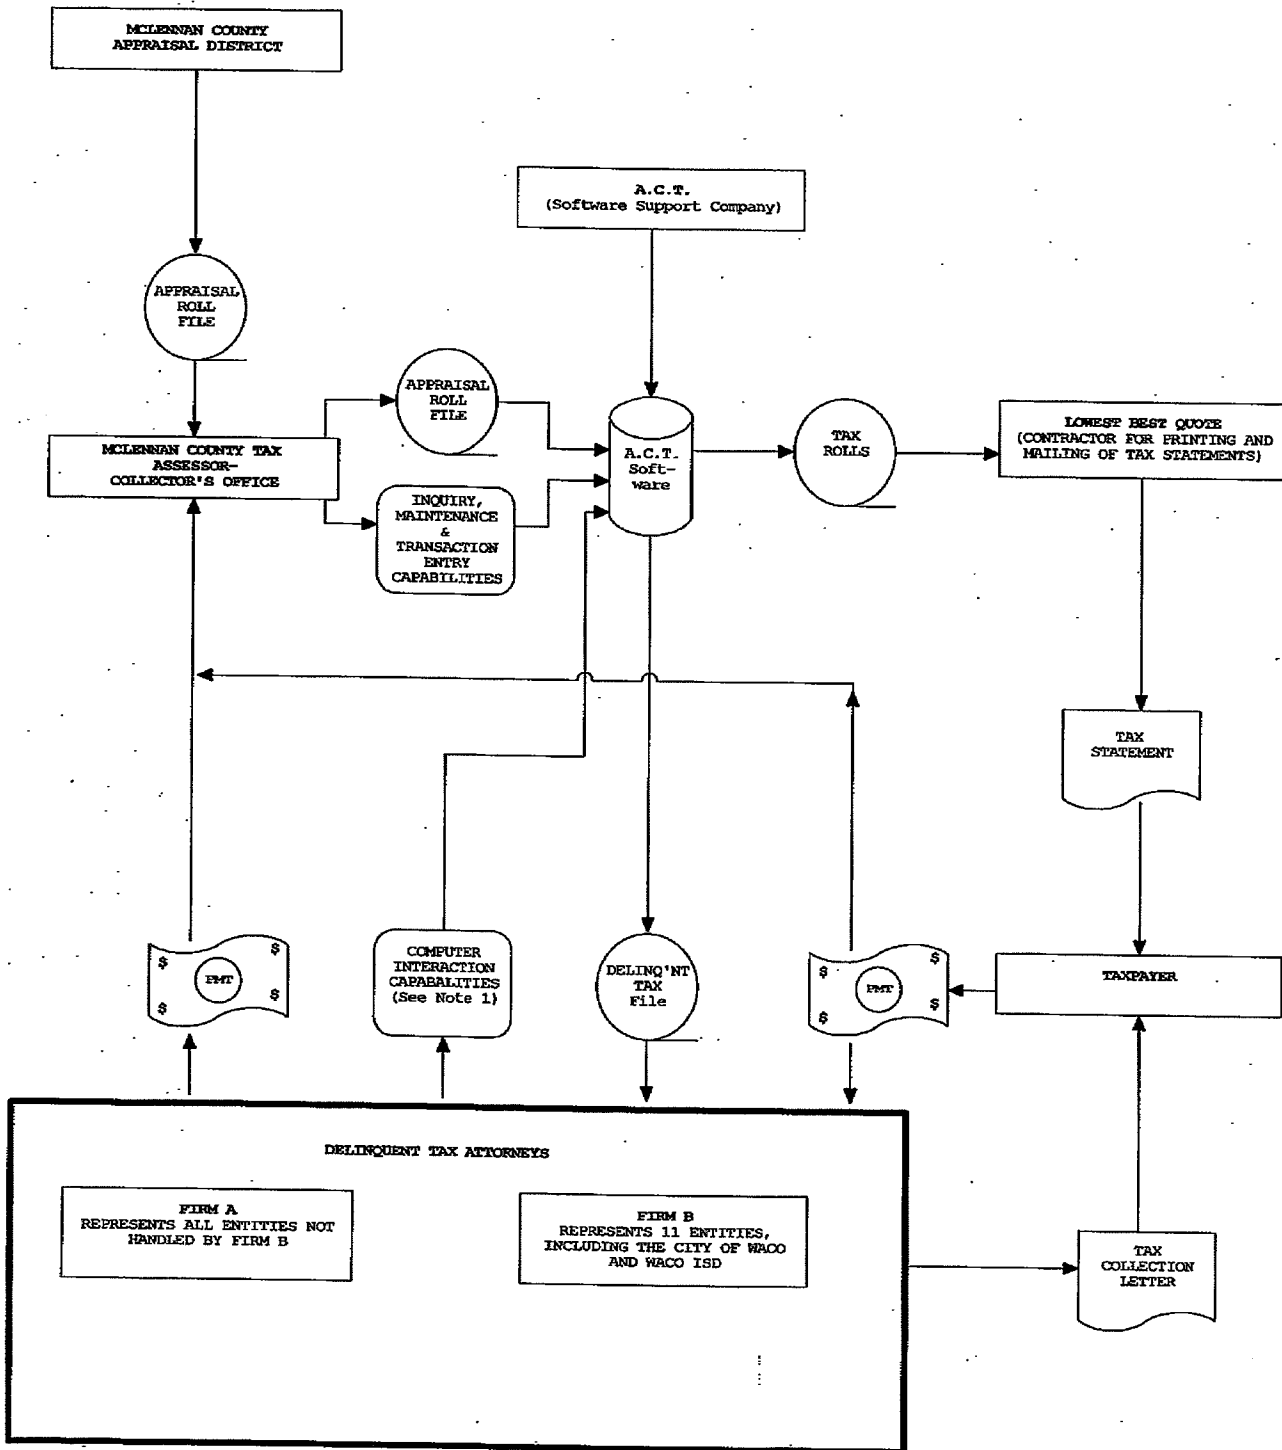 MCLENNAN COUNTY
APPRAISAL DISTRICT
A.C.T.
(Software Support Company)
APPRAISAL
ROLL
FILE
APPRAISAL
ROLL
FILE
MCLENNAN COUNTY TAX
ASSESSOR-
COLLECTOR'S OFFICE
INQUIRY,
MAINTENANCE
&
TRANSACTION
ENTRY
CAPABILITIES
A.C.T.
Soft-
ware
TAX
ROLLS
LOWEST BEST QUOTE
(CONTRACTOR FOR PRINTING AND
MAILING OF TAX STATEMENTS)
TAX
STATEMENT
$ $
PMT
$ $
COMPUTER
INTERACTION
CAPABALITIES
(See Note 1)
DELINQ'NT
TAX
File
$ $
PMT
$ $
TAXPAYER
DELINQUENT TAX ATTORNEYS
FIRM A
REPRESENTS ALL ENTITIES NOT
HANDLED BY FIRM B
FIRM B
REPRESENTS 11 ENTITIES,
INCLUDING THE CITY OF WACO
AND WACO ISD
TAX
COLLECTION
LETTER